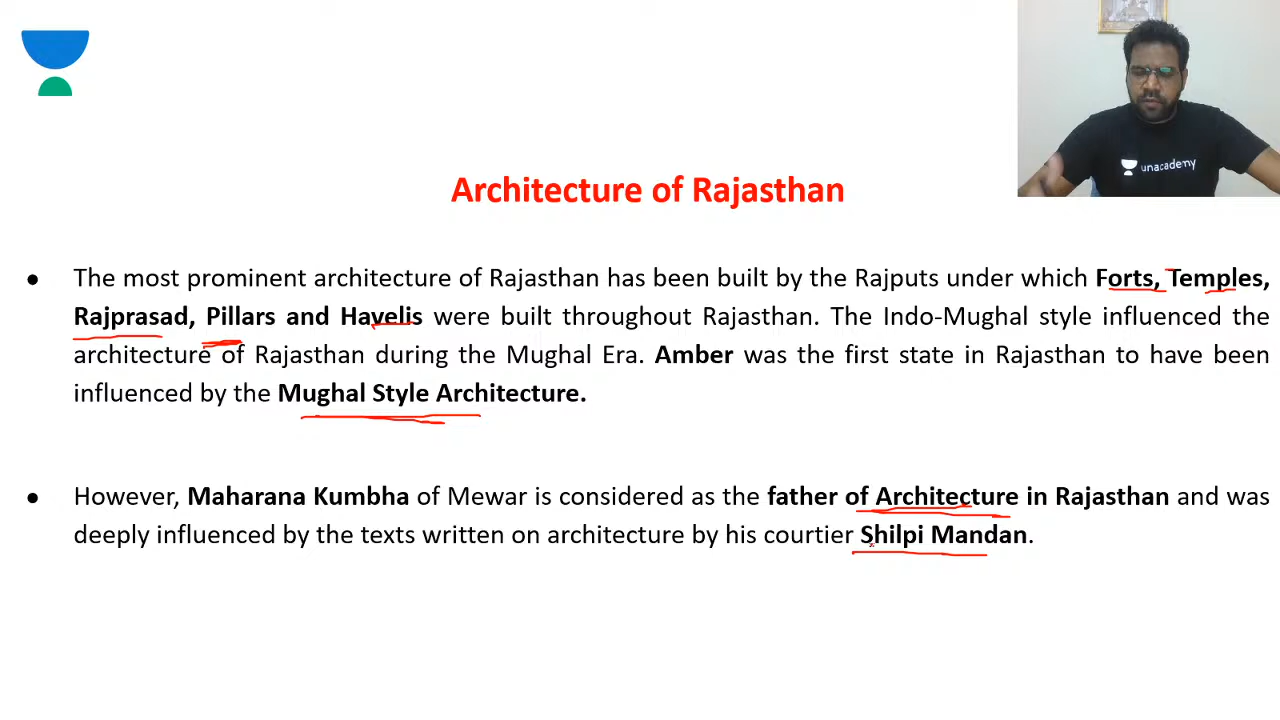 unacademy
Architecture of Rajasthan
● The most prominent architecture of Rajasthan has been built by the Rajputs under which Forts, Temples,
Rajprasad, Pillars and Havelis were built throughout Rajasthan. The Indo-Mughal style influenced the
architecture of Rajasthan during the Mughal Era. Amber was the first state in Rajasthan to have been
influenced by the Mughal Style Architecture.
● However, Maharana Kumbha of Mewar is considered as the father of Architecture in Rajasthan and was
deeply influenced by the texts written on architecture by his courtier Shilpi Mandan.